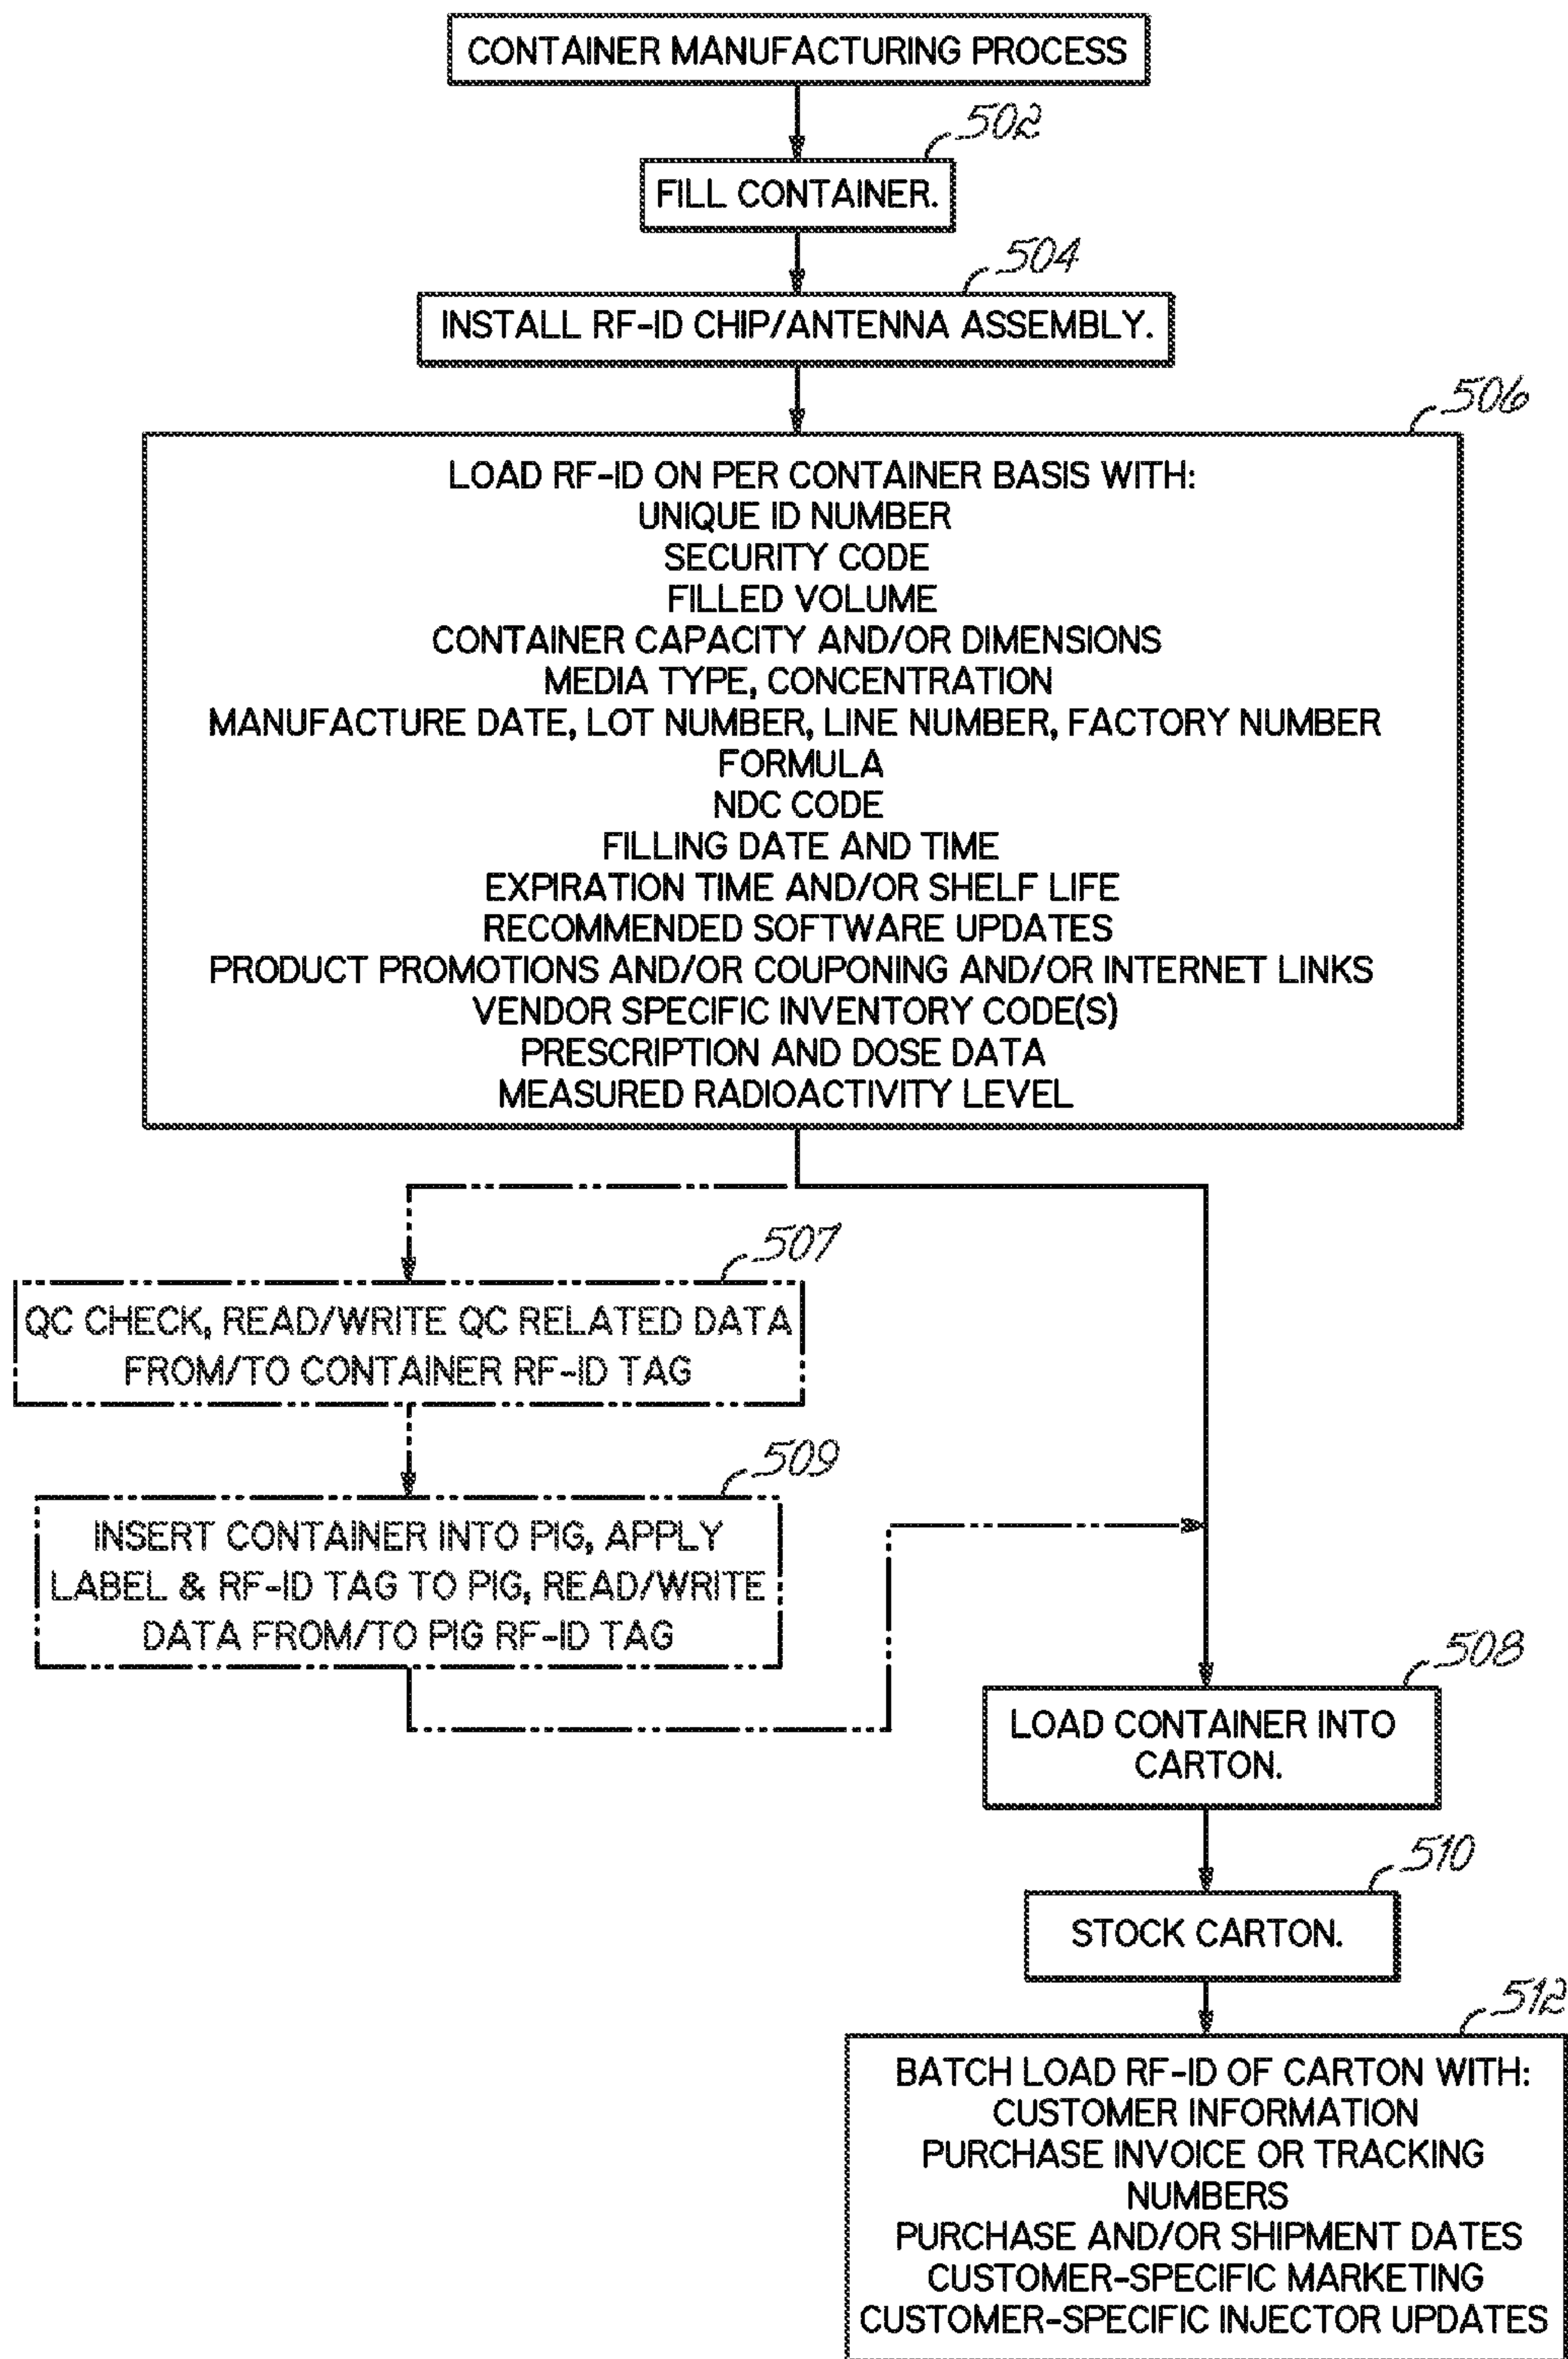 CONTAINER MANUFACTURING PROCESS
502
FILL CONTAINER.
504
INSTALL RF-ID CHIP/ANTENNA ASSEMBLY.
506
LOAD RF-ID ON PER CONTAINER BASIS WITH:
UNIQUE ID NUMBER
SECURITY CODE
FILLED VOLUME
CONTAINER CAPACITY AND/OR DIMENSIONS
MEDIA TYPE, CONCENTRATION
MANUFACTURE DATE, LOT NUMBER, LINE NUMBER, FACTORY NUMBER
FORMULA
NDC CODE
FILLING DATE AND TIME
EXPIRATION TIME AND/OR SHELF LIFE
RECOMMENDED SOFTWARE UPDATES
PRODUCT PROMOTIONS AND/OR COUPONING AND/OR INTERNET LINKS
VENDOR SPECIFIC INVENTORY CODE(S)
PRESCRIPTION AND DOSE DATA
MEASURED RADIOACTIVITY LEVEL
507
QC CHECK, READ/WRITE QC RELATED DATA
FROM/TO CONTAINER RF-ID TAG
509
INSERT CONTAINER INTO PIG, APPLY
LABEL & RF-ID TAG TO PIG, READ/WRITE
DATA FROM/TO PIG RF-ID TAG
508
LOAD CONTAINER INTO
CARTON.
510
STOCK CARTON.
512
BATCH LOAD RF-ID OF CARTON WITH:
CUSTOMER INFORMATION
PURCHASE INVOICE OR TRACKING
NUMBERS
PURCHASE AND/OR SHIPMENT DATES
CUSTOMER-SPECIFIC MARKETING
CUSTOMER-SPECIFIC INJECTOR UPDATES